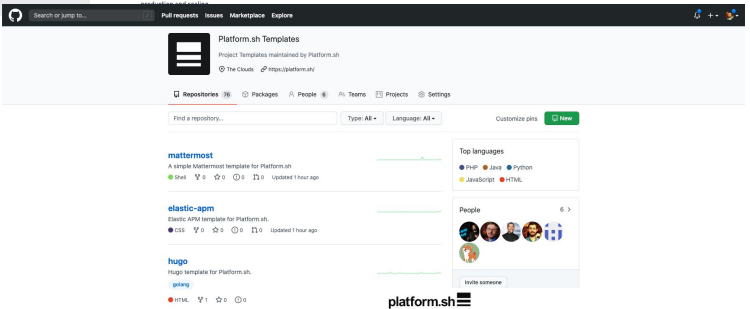 production and scaling
Search or jump to...
/
Pull requests Issues Marketplace Explore
Platform.sh Templates
Project Templates maintained by Platform.sh
The Clouds https://platform.sh/
Repositories 76 Packages People 6 Teams Projects Settings
Find a repository... Type: All Language: All Customize pins New
mattermost
A simple Mattermost template for Platform.sh
Shell 0 0 0 0 Updated 1 hour ago
elastic-apm
Elastic APM template for Platform.sh.
CSS 0 0 0 0 Updated 1 hour ago
hugo
Hugo template for Platform.sh.
golang
HTML 1 0 0
Top languages
PHP Java Python
JavaScript HTML
People 6 >
Invite someone
platform.sh